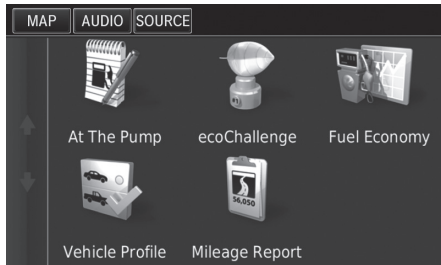 MAP AUDIO SOURCE
At The Pump ecoChallenge Fuel Economy
56,050
Vehicle Profile Mileage Report